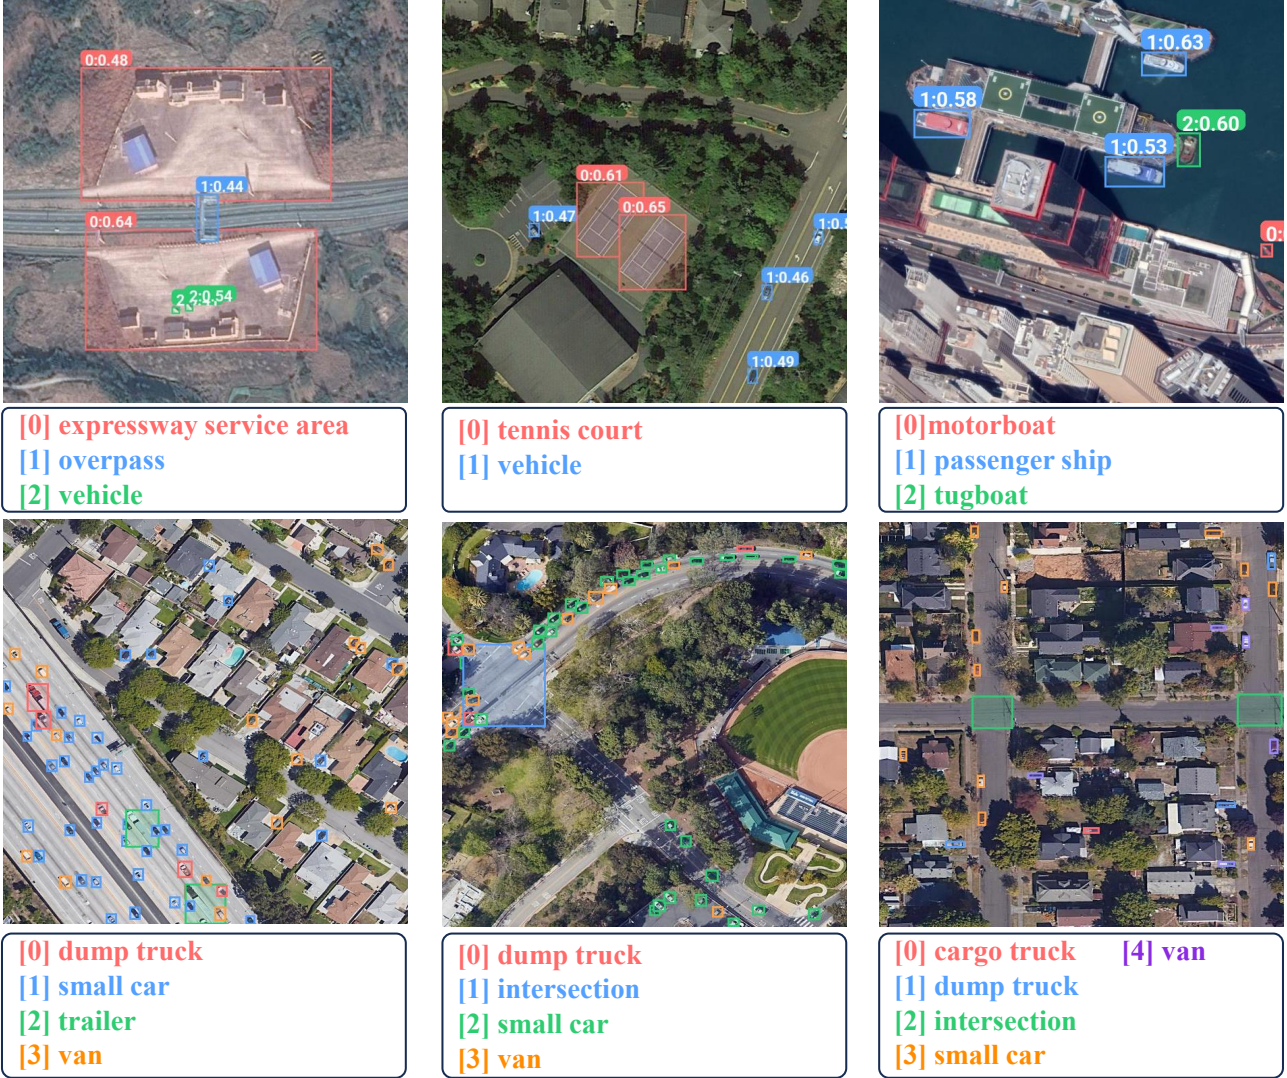 0:0.48
1:0.44
0:0.64
2:0.54
[0] expressway service area
[1] overpass
[2] vehicle
0:0.61
0:0.65
1:0.47
1:0.46
1:0.49
[0] tennis court
[1] vehicle
1:0.63
1:0.58
2:0.60
1:0.53
[0]motorboat
[1] passenger ship
[2] tugboat
[0] dump truck
[1] small car
[2] trailer
[3] van
[0] dump truck
[1] intersection
[2] small car
[3] van
[0] cargo truck [4] van
[1] dump truck
[2] intersection
[3] small car